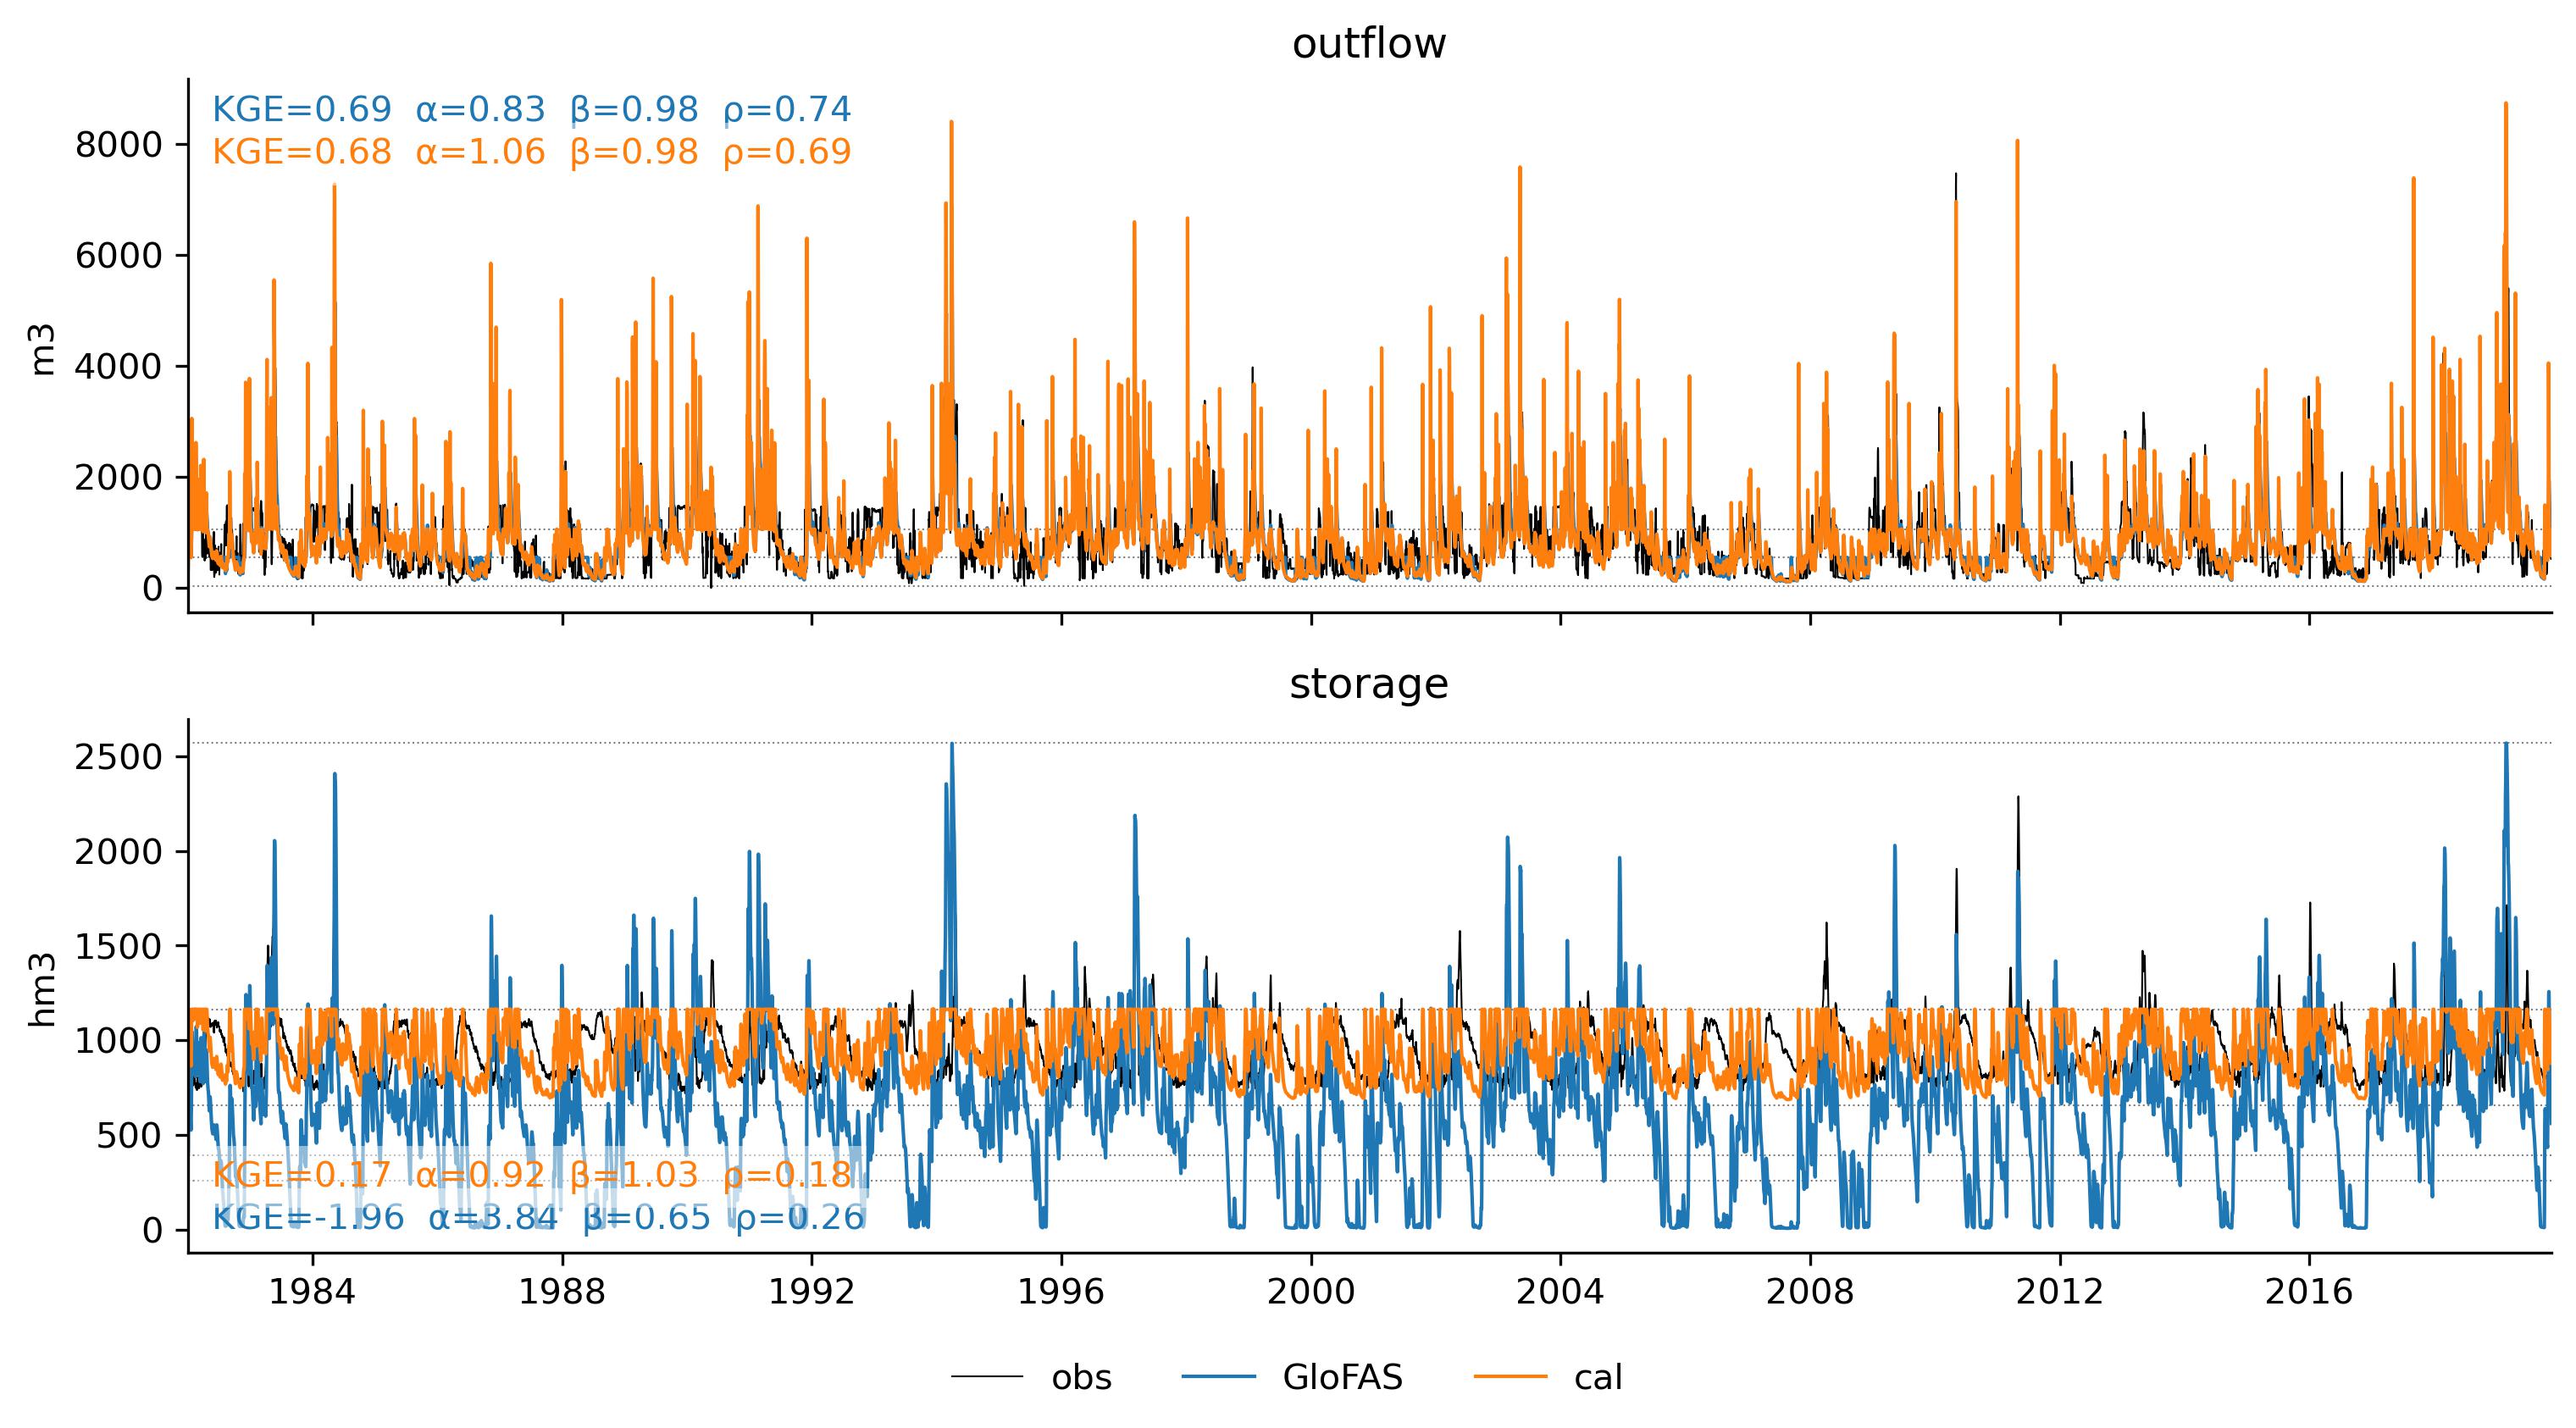 outflow
KGE=0.69 α=0.83 β=0.98 ρ=0.74
KGE=0.68 α=1.06 β=0.98 ρ=0.69
8000
6000
m3
4000
2000
0
storage
2500
2000
1500
hm3
1000
500
KGE=0.17 α=0.92 β=1.03 ρ=0.18
KGE=-1.96 α=3.84 β=0.65 ρ=0.26
0
1984 1988 1992 1996 2000 2004 2008 2012 2016
obs GloFAS cal